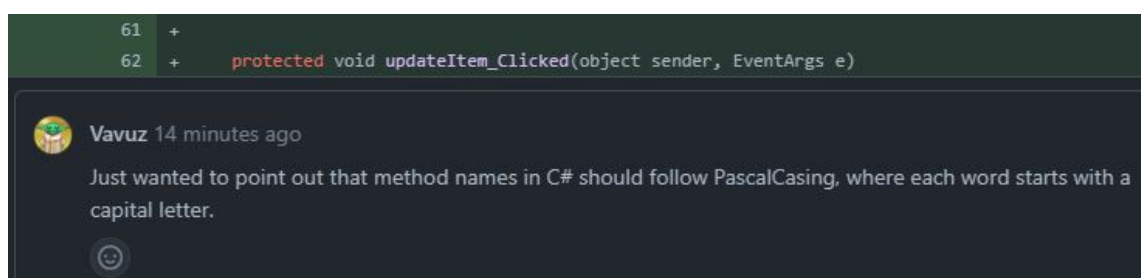 61 +
62 + protected void updateItem_Clicked(object sender, EventArgs e)
Vavuz 14 minutes ago
Just wanted to point out that method names in C# should follow PascalCasing, where each word starts with a
capital letter.